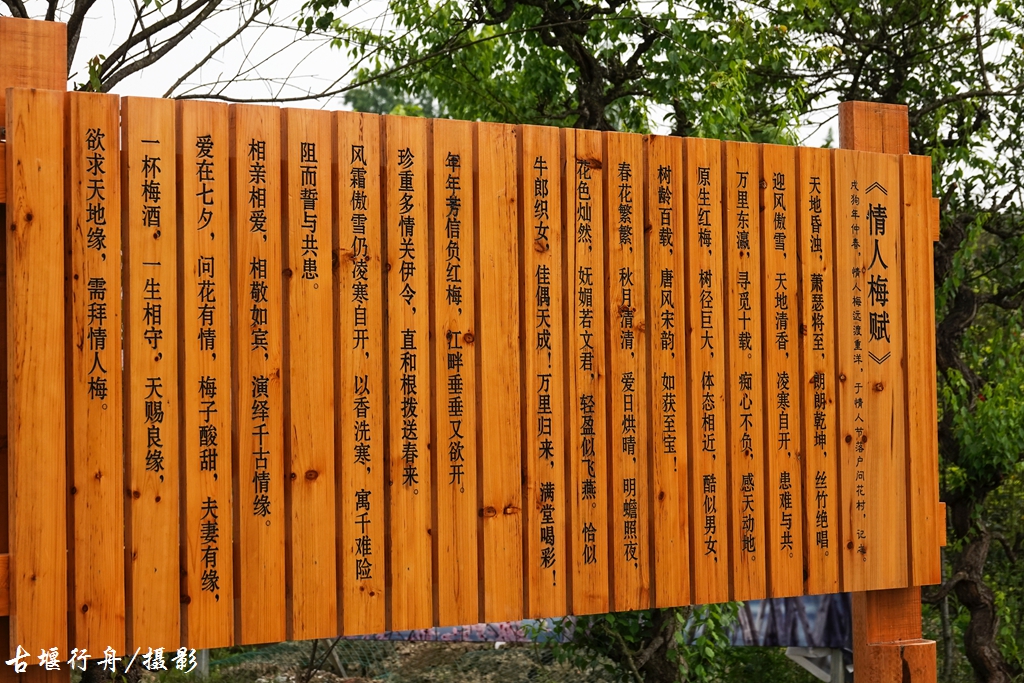 《情人梅赋》
戌狗年仲春，情人梅远渡重洋，于情人节落户问花村，记。
天地昏浊，萧瑟将至，朗朗乾坤，丝竹绝唱。
迎风傲雪，天地清香，凌寒自开，患难与共。
万里东瀛，寻觅十载。痴心不负，感天动地。
原生红梅，树径巨大，体态相近，酷似男女，
树龄百载，唐风宋韵，如获至宝！
春花繁繁，秋月清清，爱日烘晴，明蟾照夜，
花色灿然，妩媚若文君，轻盈似飞燕。恰似
牛郎织女，佳偶天成！万里归来，满堂喝彩！
年年芳信负红梅，江畔垂垂又欲开。
珍重多情关伊令，直和根拨送春来。
风霜傲雪仍凌寒自开，以香洗寒，寓千难险
阻而誓与共患。
相亲相爱，相敬如宾，演绎千古情缘。
爱在七夕，问花有情，梅子酸甜，夫妻有缘，
一杯梅酒，一生相守，天赐良缘，
欲求天地缘，需拜情人梅。
古堰行舟/摄影